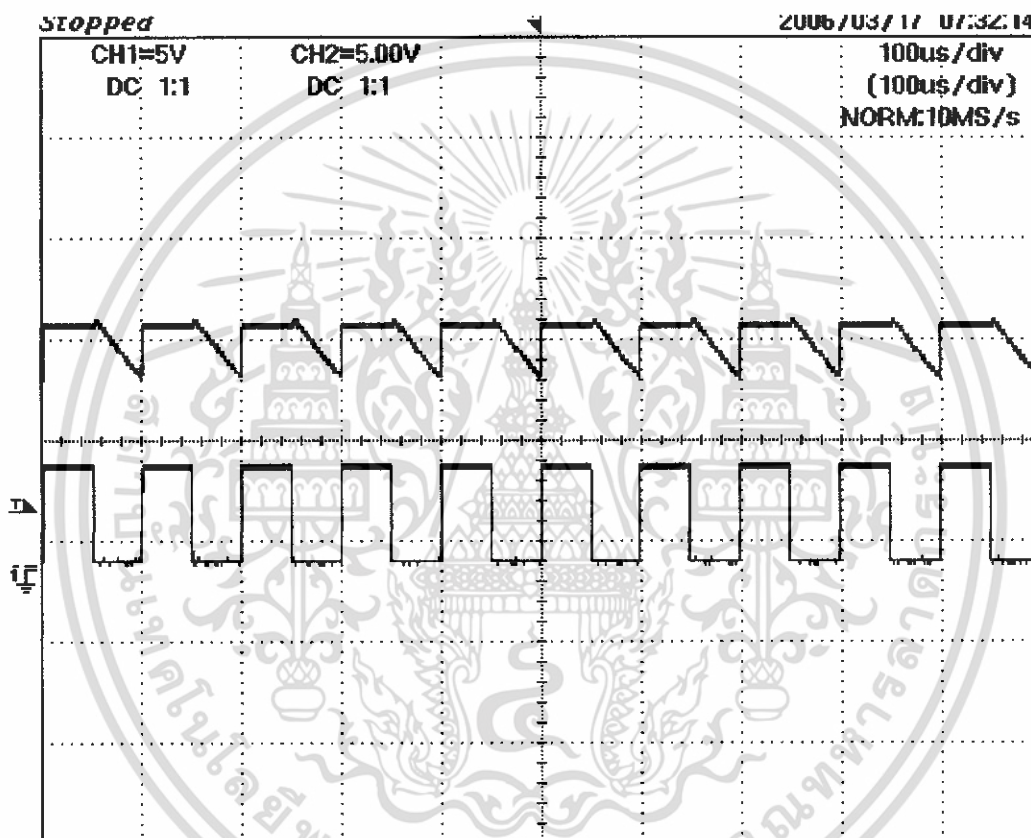 Stopped
2006/03/17 07:32:14
CH1=5V
CH2=5.00V
100us/div
DC 1:1
DC 1:1
(100us/div)
NORM:10MS/s
T
1